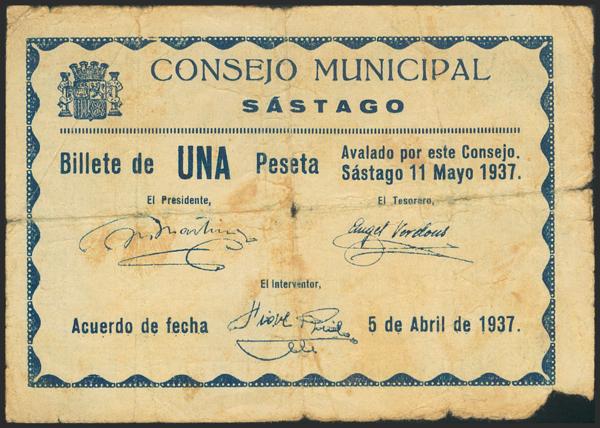 CONSEJO MUNICIPAL
SÁSTAGO
Billete de UNA Peseta
Avalado por este Consejo.
Sástago 11 Mayo 1937.
El Presidente,
El Tesorero,
Angel
El Interventor,
Acuerdo de fecha
5 de Abril de 1937.